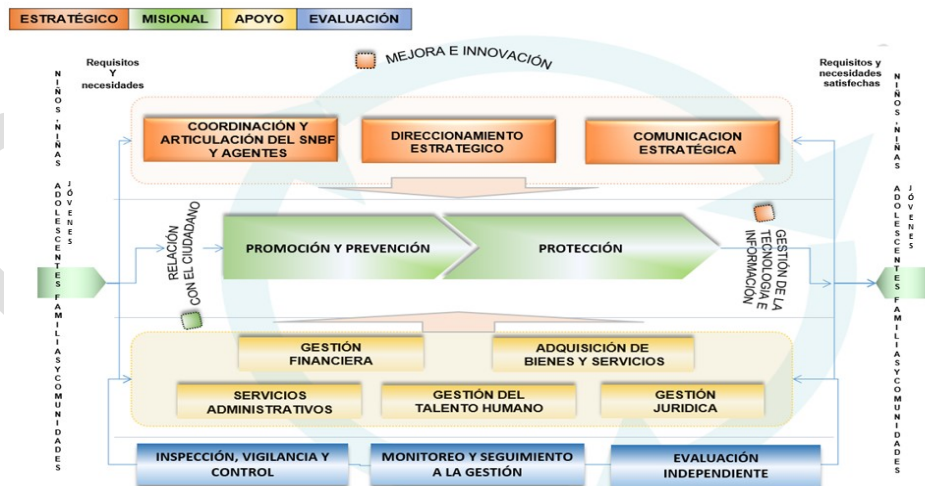 ESTRATÉGICO MISIONAL APOYO EVALUACIÓN
MEJORA E INNOVACIÓN
Requisitos
Y
necesidades
Requisitos y
necesidades
satisfechas
NIÑOS,NIÑAS ADOLESCENTES FAMILIAS Y COMUNIDADES
JÓVENES
NIÑOS,NIÑAS ADOLESCENTES FAMILIAS Y COMUNIDADES
JÓVENES
COORDINACIÓN Y
ARTICULACIÓN DEL SNBF
Y AGENTES
DIRECCIONAMIENTO
ESTRATEGICO
COMUNICACION
ESTRATÉGICA
RELACIÓN
CON EL CIUDADANO
PROMOCIÓN Y PREVENCIÓN
PROTECCIÓN
GESTION DE LA
TECNOLOGIA E
INFORMACIÓN
GESTIÓN
FINANCIERA
ADQUISICIÓN DE
BIENES Y SERVICIOS
SERVICIOS
ADMINISTRATIVOS
GESTIÓN DEL
TALENTO HUMANO
GESTIÓN
JURIDICA
INSPECCIÓN, VIGILANCIA Y
CONTROL
MONITOREO Y SEGUIMIENTO
A LA GESTIÓN
EVALUACIÓN
INDEPENDIENTE